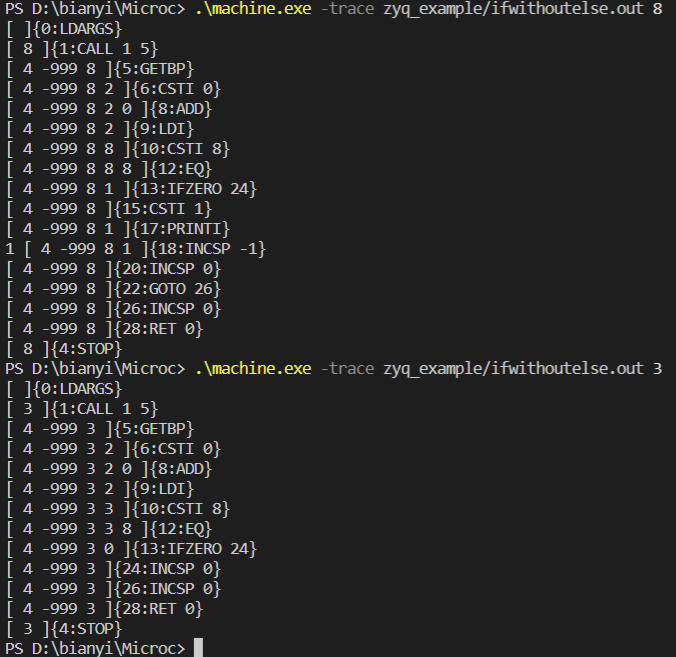 PS D:\bianyi\Microc> .\machine.exe -trace zyq_example/ifwithoutelse.out 8
[ ]{0:LDARGS}
[ 8 ]{1:CALL 1 5}
[ 4 -999 8 ]{5:GETBP}
[ 4 -999 8 2 ]{6:CSTI 0}
[ 4 -999 8 2 0 ]{8:ADD}
[ 4 -999 8 2 ]{9:LDI}
[ 4 -999 8 8 ]{10:CSTI 8}
[ 4 -999 8 8 8 ]{12:EQ}
[ 4 -999 8 1 ]{13:IFZERO 24}
[ 4 -999 8 ]{15:CSTI 1}
[ 4 -999 8 1 ]{17:PRINTI}
1 [ 4 -999 8 1 ]{18:INCSP -1}
[ 4 -999 8 ]{20:INCSP 0}
[ 4 -999 8 ]{22:GOTO 26}
[ 4 -999 8 ]{26:INCSP 0}
[ 4 -999 8 ]{28:RET 0}
[ 8 ]{4:STOP}
PS D:\bianyi\Microc> .\machine.exe -trace zyq_example/ifwithoutelse.out 3
[ ]{0:LDARGS}
[ 3 ]{1:CALL 1 5}
[ 4 -999 3 ]{5:GETBP}
[ 4 -999 3 2 ]{6:CSTI 0}
[ 4 -999 3 2 0 ]{8:ADD}
[ 4 -999 3 2 ]{9:LDI}
[ 4 -999 3 3 ]{10:CSTI 8}
[ 4 -999 3 3 8 ]{12:EQ}
[ 4 -999 3 0 ]{13:IFZERO 24}
[ 4 -999 3 ]{24:INCSP 0}
[ 4 -999 3 ]{26:INCSP 0}
[ 4 -999 3 ]{28:RET 0}
[ 3 ]{4:STOP}
PS D:\bianyi\Microc>